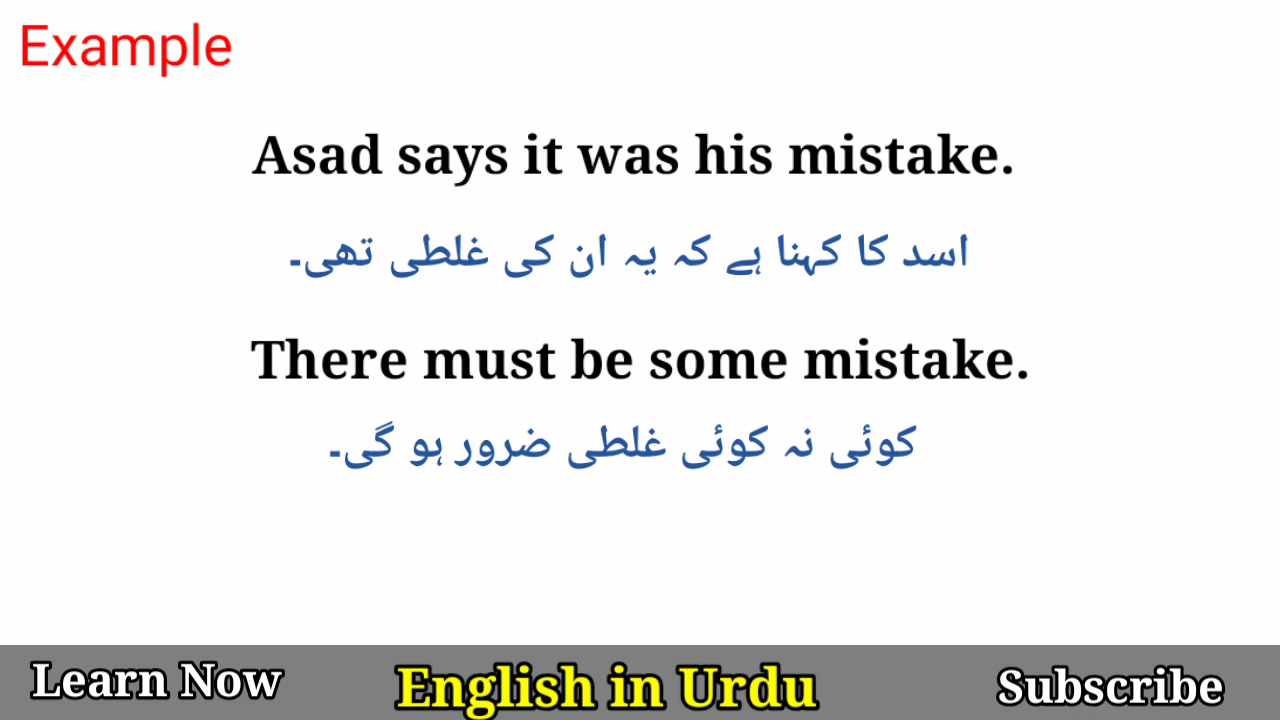 Example
Asad says it was his mistake.
اسد کا کہنا ہے کہ یہ ان کی غلطی تھی۔
There must be some mistake.
کوئی نہ کوئی غلطی ضرور ہو گی۔
Learn Now
English in Urdu
Subscribe